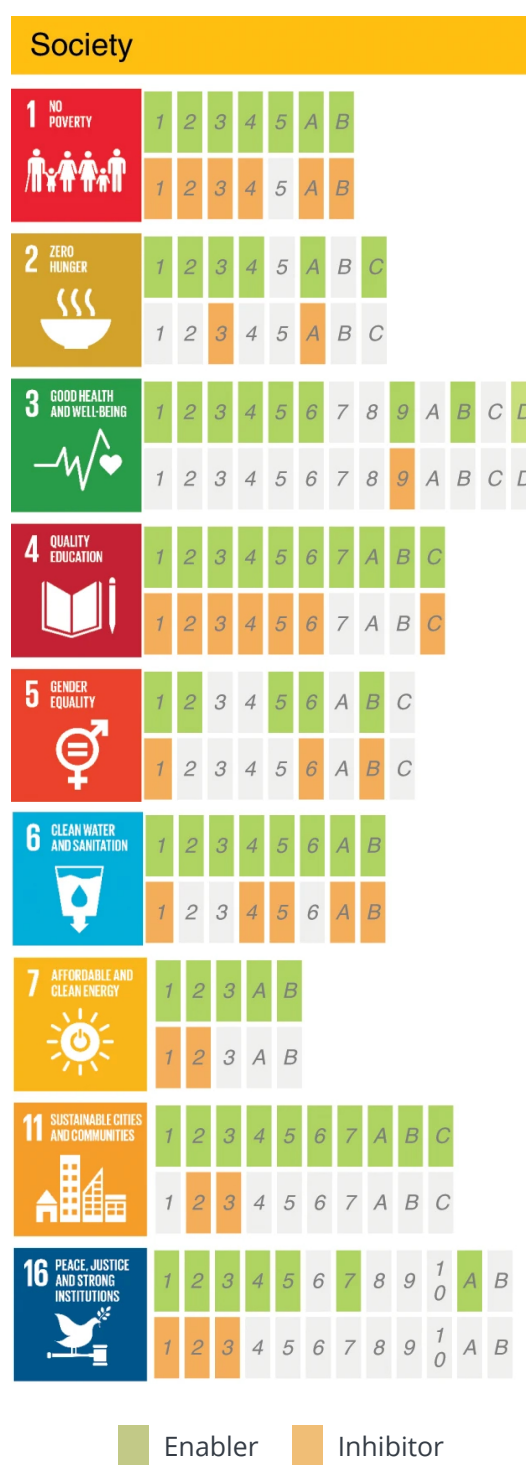 Society
1 NO
POVERTY
1 2 3 4 5 A B
1 2 3 4 5 A B
2 ZERO
HUNGER
1 2 3 4 5 A B C
1 2 3 4 5 A B C
3 GOOD HEALTH
AND WELL-BEING
1 2 3 4 5 6 7 8 9 A B C D
1 2 3 4 5 6 7 8 9 A B C D
4 QUALITY
EDUCATION
1 2 3 4 5 6 7 A B C
1 2 3 4 5 6 7 A B C
5 GENDER
EQUALITY
1 2 3 4 5 6 A B C
1 2 3 4 5 6 A B C
6 CLEAN WATER
AND SANITATION
1 2 3 4 5 6 A B
1 2 3 4 5 6 A B
7 AFFORDABLE AND
CLEAN ENERGY
1 2 3 A B
1 2 3 A B
11 SUSTAINABLE CITIES
AND COMMUNITIES
1 2 3 4 5 6 7 A B C
1 2 3 4 5 6 7 A B C
16 PEACE, JUSTICE
AND STRONG
INSTITUTIONS
1 2 3 4 5 6 7 8 9 10 A B
1 2 3 4 5 6 7 8 9 10 A B
Enabler Inhibitor